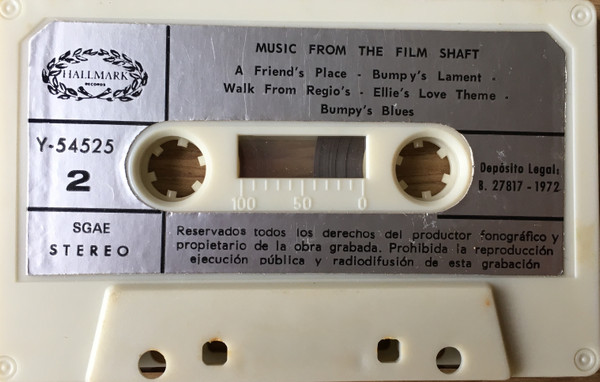 HALLMARK
RECORDS
MUSIC FROM THE FILM SHAFT
A Friend's Place - Bumpy's Lament -
Walk From Regio's - Ellie's Love Theme -
Bumpy's Blues
Y-54525
2
100 50 0
Depósito Legal:
B. 27817 - 1972
SGAE
STEREO
Reservados todos los derechos del productor fonográfico y
propietario de la obra grabada. Prohibida la reproducción
ejecución pública y radiodifusión de esta grabación